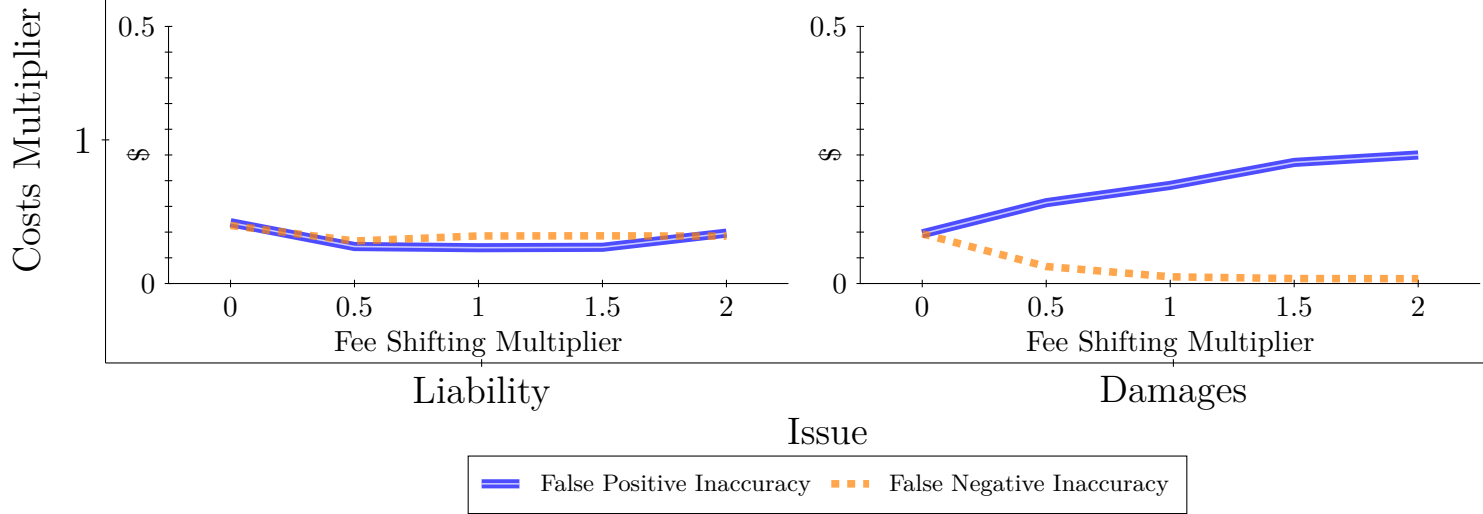 Costs Multiplier
1
0.5
$
0
0 0.5 1 1.5 2
Fee Shifting Multiplier
0.5
$
0
0 0.5 1 1.5 2
Fee Shifting Multiplier
Liability
Damages
Issue
False Positive Inaccuracy
False Negative Inaccuracy